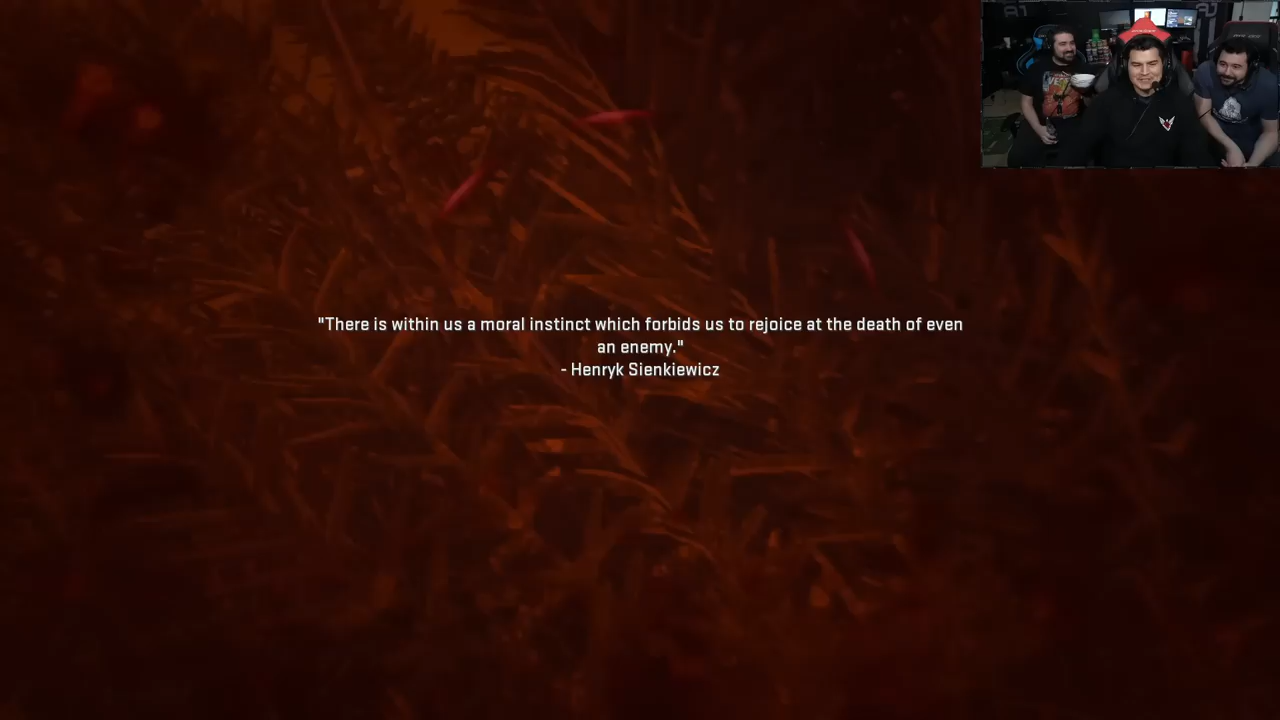 "There is within us a moral instinct which forbids us to rejoice at the death of even
an enemy."
- Henryk Sienkiewicz